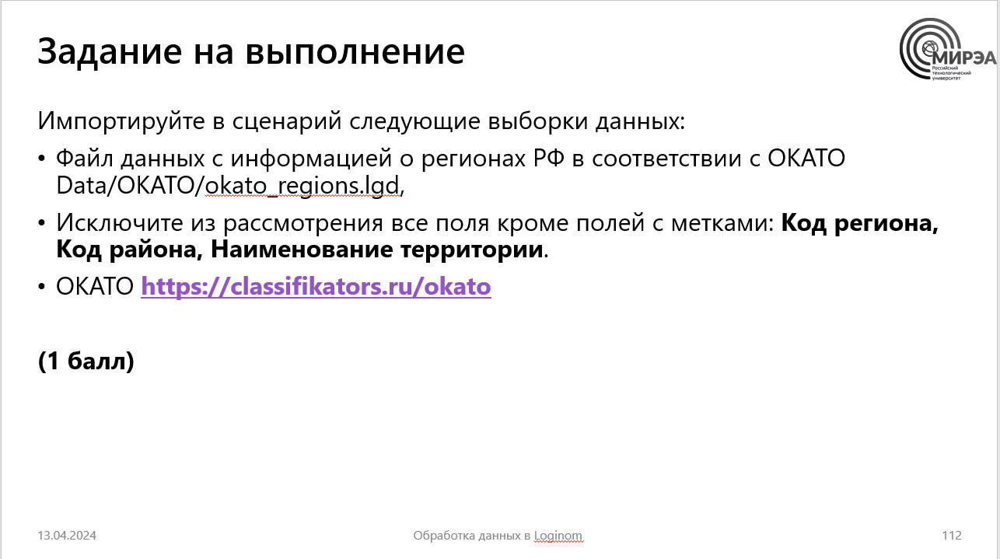 Задание на выполнение
МИРЭА
Российский
технологический
университет
Импортируйте в сценарий следующие выборки данных:
• Файл данных с информацией о регионах РФ в соответствии с ОКАТО
Data/ОКАТО/okato_regions.lgd,
• Исключите из рассмотрения все поля кроме полей с метками: Код региона,
Код района, Наименование территории.
• ОКАТО https://classifikators.ru/okato
(1 балл)
13.04.2024
Обработка данных в Loginom
112